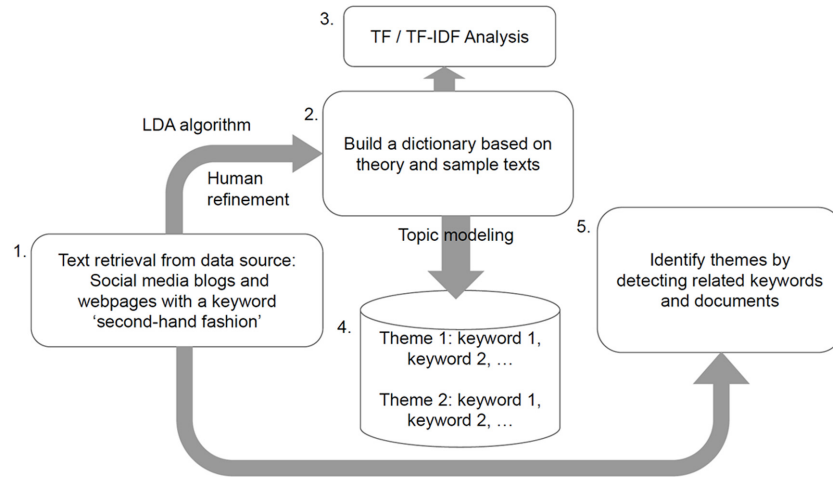 3.
TF / TF-IDF Analysis
2.
LDA algorithm
Build a dictionary based on
theory and sample texts
Human
refinement
1.
Text retrieval from data source:
Social media blogs and
webpages with a keyword
‘second-hand fashion’
Topic modeling
5.
Identify themes by
detecting related keywords
and documents
4.
Theme 1: keyword 1,
keyword 2, …
Theme 2: keyword 1,
keyword 2, …